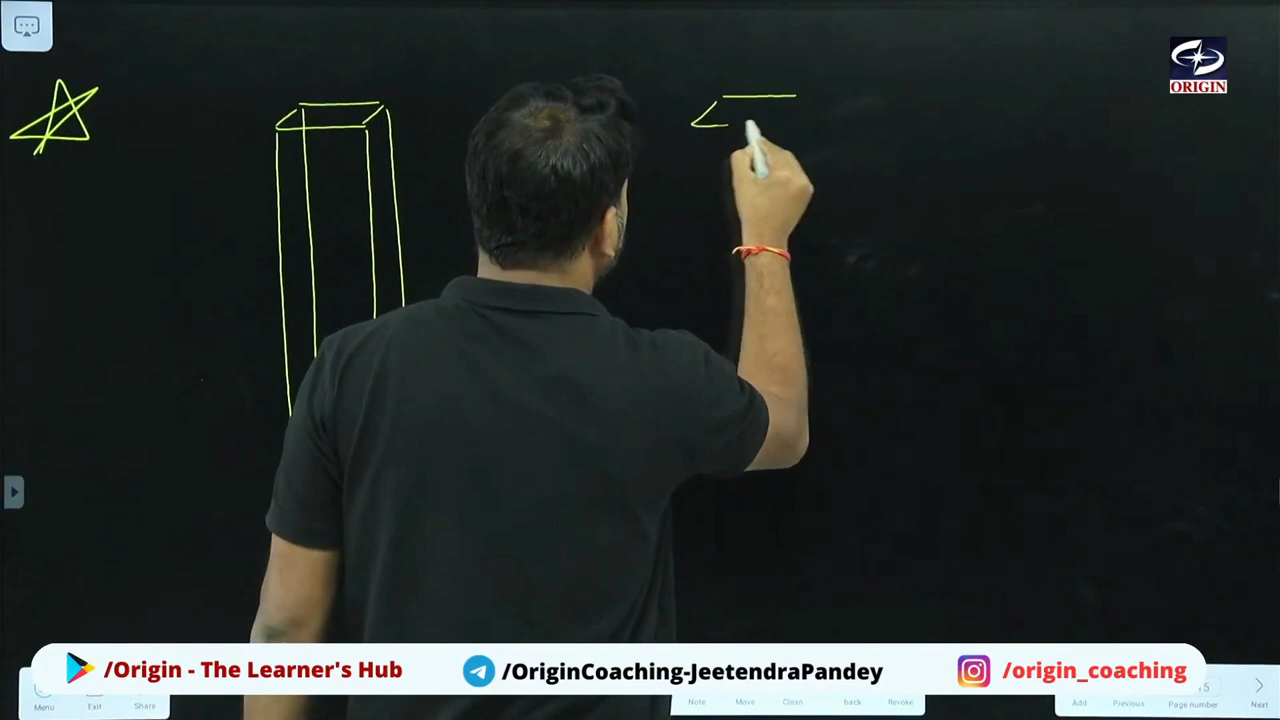 ORIGIN
/Origin - The Learner's Hub
/OriginCoaching-JeetendraPandey
/origin_coaching
Menu
Exit
Share
Note
Move
Clean
back
Revoke
Add
Previous
Page number
Next